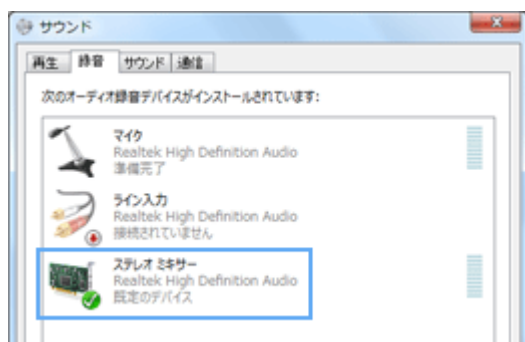 サウンド
再生 録音 サウンド 通信
次のオーディオ録音デバイスがインストールされています:
マイク
Realtek High Definition Audio
準備完了
ライン入力
Realtek High Definition Audio
接続されていません
ステレオ ミキサー
Realtek High Definition Audio
既定のデバイス